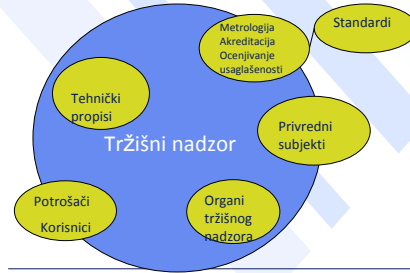 Metrologija
Akreditacija
Ocenjivanje
usaglašenosti
Standardi
Tehnički
propisi
Tržišni nadzor
Privredni
subjekti
Potrošači
Korisnici
Organi
tržišnog
nadzora